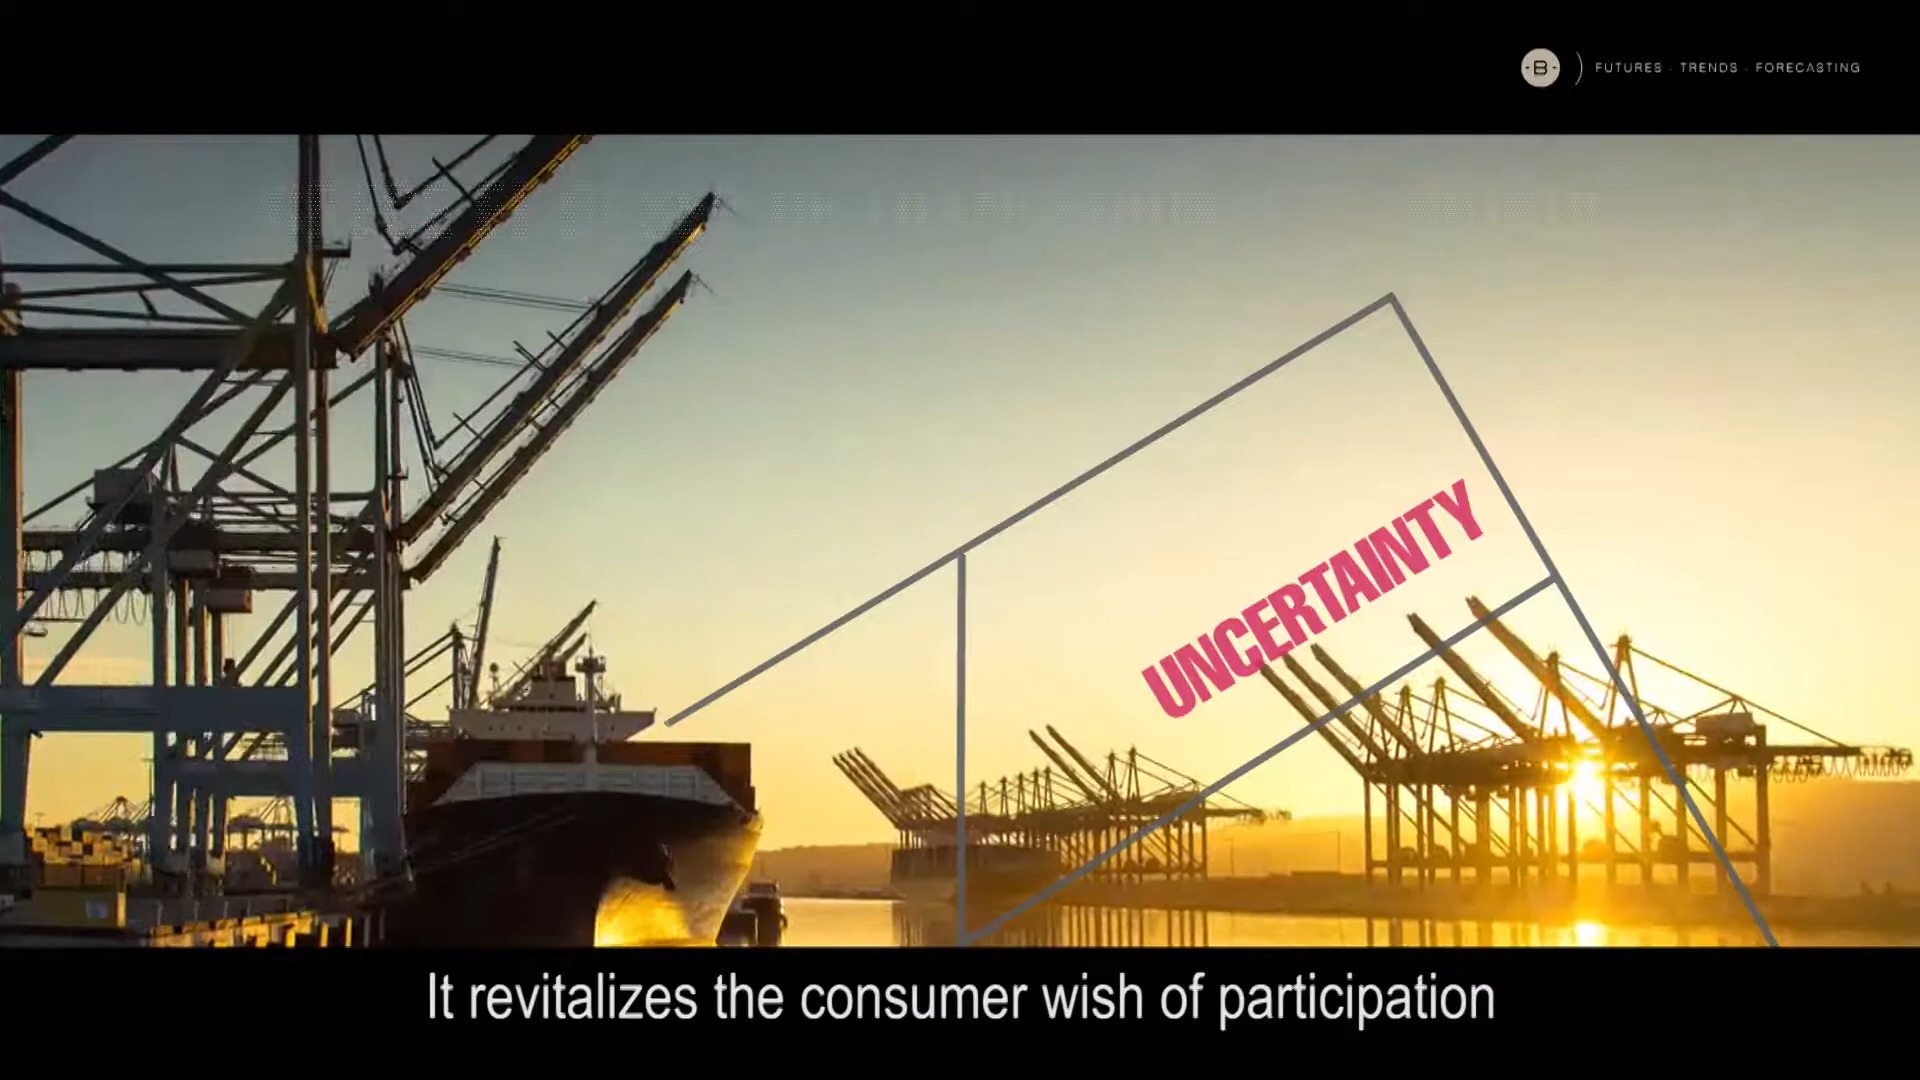 B
FUTURES · TRENDS · FORECASTING
UNCERTAINTY
It revitalizes the consumer wish of participation